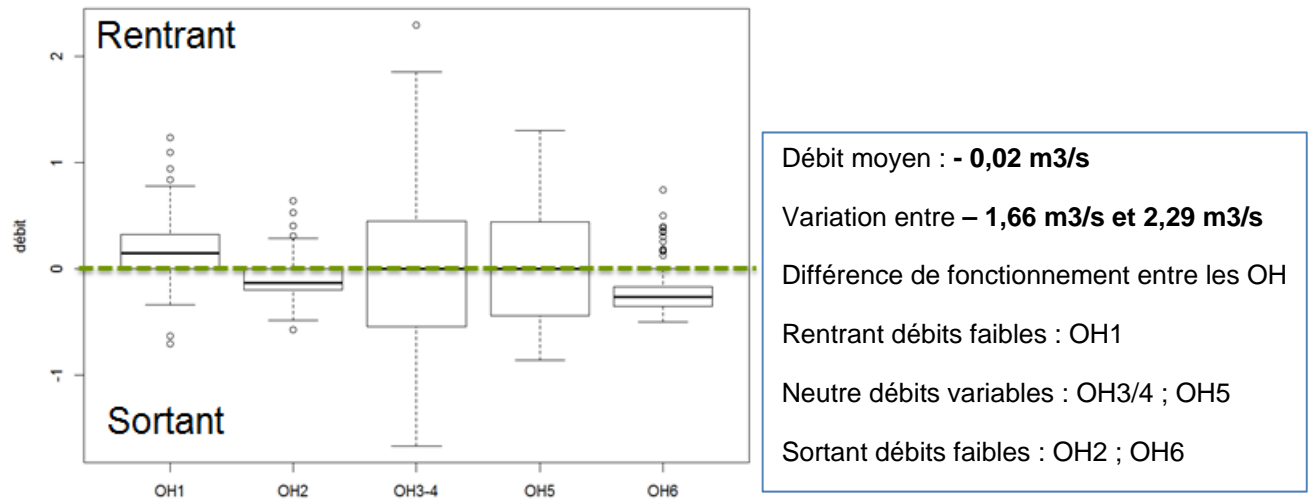 Rentrant
2
1
débit
0
-1
Sortant
OH1 OH2 OH3-4 OH5 OH6
Débit moyen : - 0,02 m3/s
Variation entre – 1,66 m3/s et 2,29 m3/s
Différence de fonctionnement entre les OH
Rentrant débits faibles : OH1
Neutre débits variables : OH3/4 ; OH5
Sortant débits faibles : OH2 ; OH6